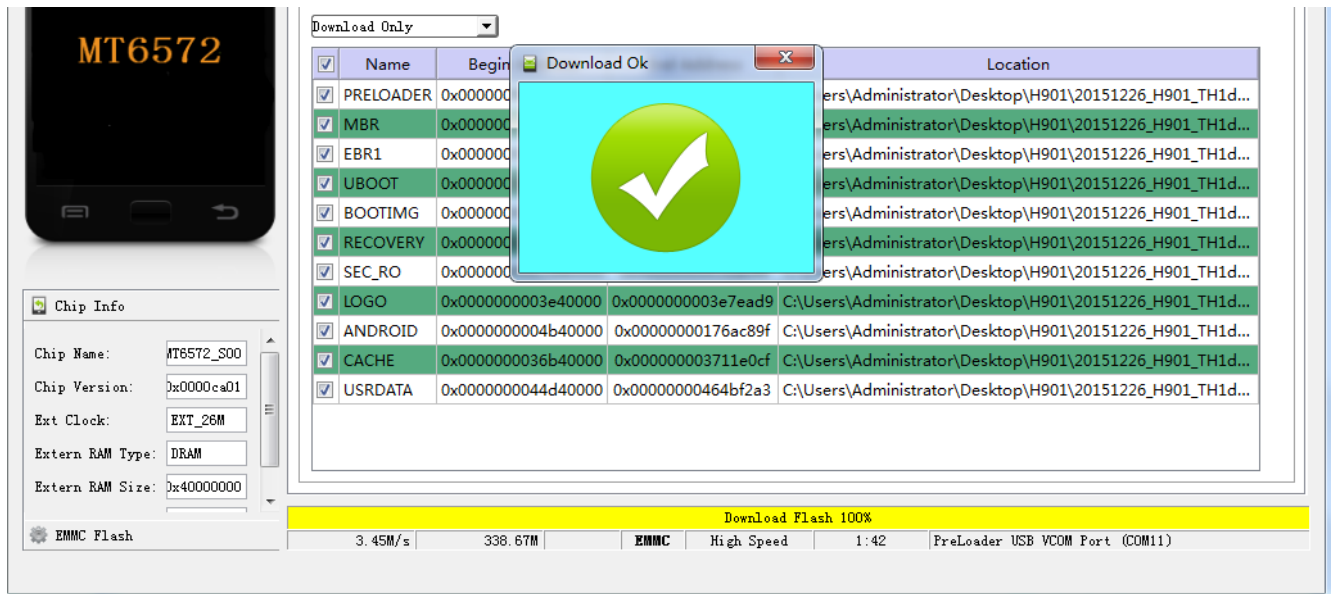 MT6572
Download Only
Name Begin Location
Download Ok
PRELOADER 0x000000 ers\Administrator\Desktop\H901\20151226_H901_TH1d...
MBR 0x000000 ers\Administrator\Desktop\H901\20151226_H901_TH1d...
EBR1 0x000000 ers\Administrator\Desktop\H901\20151226_H901_TH1d...
UBOOT 0x000000 ers\Administrator\Desktop\H901\20151226_H901_TH1d...
BOOTIMG 0x000000 ers\Administrator\Desktop\H901\20151226_H901_TH1d...
RECOVERY 0x000000 ers\Administrator\Desktop\H901\20151226_H901_TH1d...
SEC_RO 0x000000 ers\Administrator\Desktop\H901\20151226_H901_TH1d...
LOGO 0x0000000003e40000 0x0000000003e7ead9 C:\Users\Administrator\Desktop\H901\20151226_H901_TH1d...
ANDROID 0x0000000004b40000 0x00000000176ac89f C:\Users\Administrator\Desktop\H901\20151226_H901_TH1d...
CACHE 0x0000000036b40000 0x000000003711e0cf C:\Users\Administrator\Desktop\H901\20151226_H901_TH1d...
USRDATA 0x0000000044d40000 0x00000000464bf2a3 C:\Users\Administrator\Desktop\H901\20151226_H901_TH1d...
Chip Info
Chip Name: MT6572_S00
Chip Version: 0x0000ca01
Ext Clock: EXT_26M
Extern RAM Type: DRAM
Extern RAM Size: 0x40000000
EMMC Flash
Download Flash 100%
3.45M/s 338.67M EMMC High Speed 1:42 PreLoader USB VCOM Port (COM11)